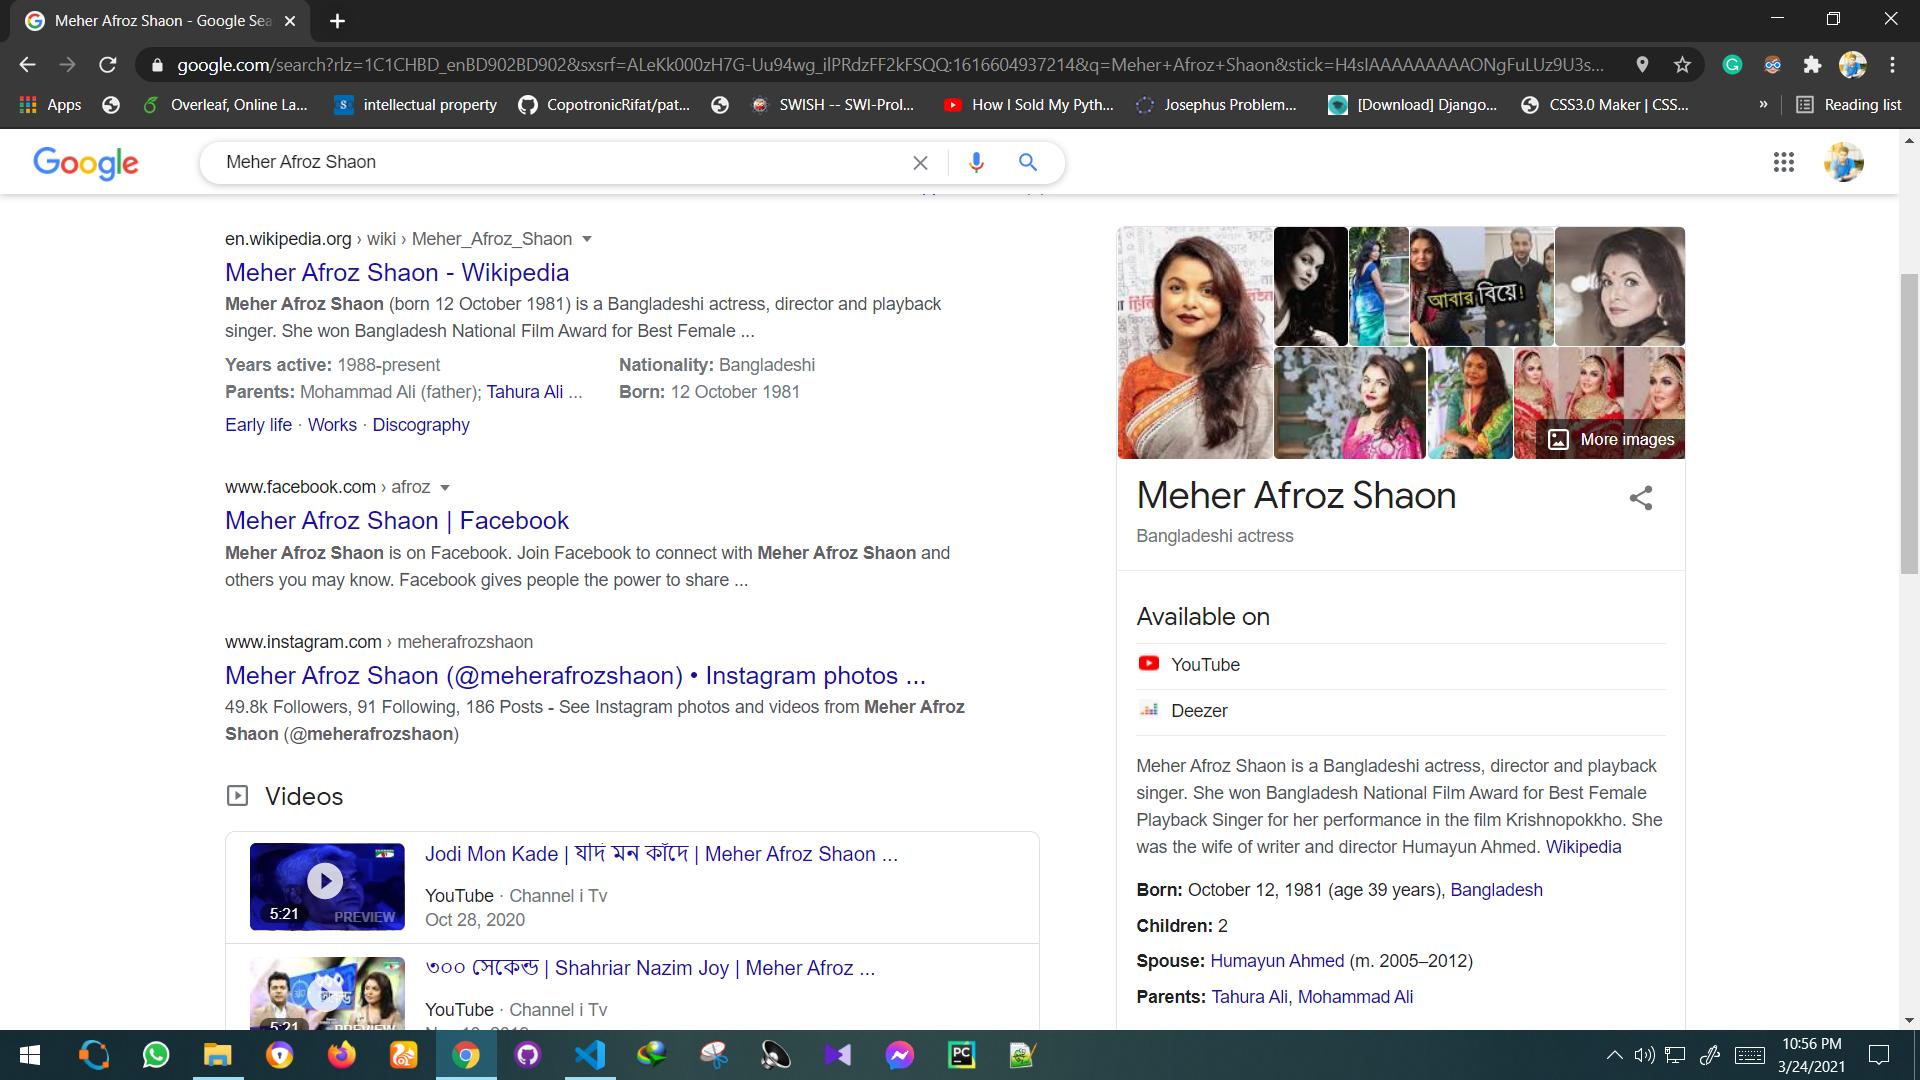 Meher Afroz Shaon - Google Sea
google.com/search?rlz=1C1CHBD_enBD902BD902&sxsrf=ALeKk000zH7G-Uu94wg_ilPRdzFF2kFSQQ:1616604937214&q=Meher+Afroz+Shaon&stick=H4sIAAAAAAAAAONgFuLUz9U3s...
Apps
Overleaf, Online La...
intellectual property
CopotronicRifat/pat...
SWISH -- SWI-Prol...
How I Sold My Pyth...
Josephus Problem...
[Download] Django...
CSS3.0 Maker | CSS...
»
Reading list
Google
Meher Afroz Shaon
en.wikipedia.org › wiki › Meher_Afroz_Shaon
Meher Afroz Shaon - Wikipedia
Meher Afroz Shaon (born 12 October 1981) is a Bangladeshi actress, director and playback
singer. She won Bangladesh National Film Award for Best Female ...
Years active: 1988-present
Nationality: Bangladeshi
Parents: Mohammad Ali (father); Tahura Ali ...
Born: 12 October 1981
Early life · Works · Discography
www.facebook.com › afroz
Meher Afroz Shaon | Facebook
Meher Afroz Shaon is on Facebook. Join Facebook to connect with Meher Afroz Shaon and
others you may know. Facebook gives people the power to share ...
www.instagram.com › meherafrozshaon
Meher Afroz Shaon (@meherafrozshaon) • Instagram photos ...
49.8k Followers, 91 Following, 186 Posts - See Instagram photos and videos from Meher Afroz
Shaon (@meherafrozshaon)
Videos
Jodi Mon Kade | যদি মন কাঁদে | Meher Afroz Shaon ...
YouTube · Channel i Tv
Oct 28, 2020
5:21
PREVIEW
৩০০ সেকেন্ড | Shahriar Nazim Joy | Meher Afroz ...
YouTube · Channel i Tv
5:21
PREVIEW
আবার বিয়ে!
More images
Meher Afroz Shaon
Bangladeshi actress
Available on
YouTube
Deezer
Meher Afroz Shaon is a Bangladeshi actress, director and playback
singer. She won Bangladesh National Film Award for Best Female
Playback Singer for her performance in the film Krishnopokkho. She
was the wife of writer and director Humayun Ahmed. Wikipedia
Born: October 12, 1981 (age 39 years), Bangladesh
Children: 2
Spouse: Humayun Ahmed (m. 2005–2012)
Parents: Tahura Ali, Mohammad Ali
PC
10:56 PM
3/24/2021